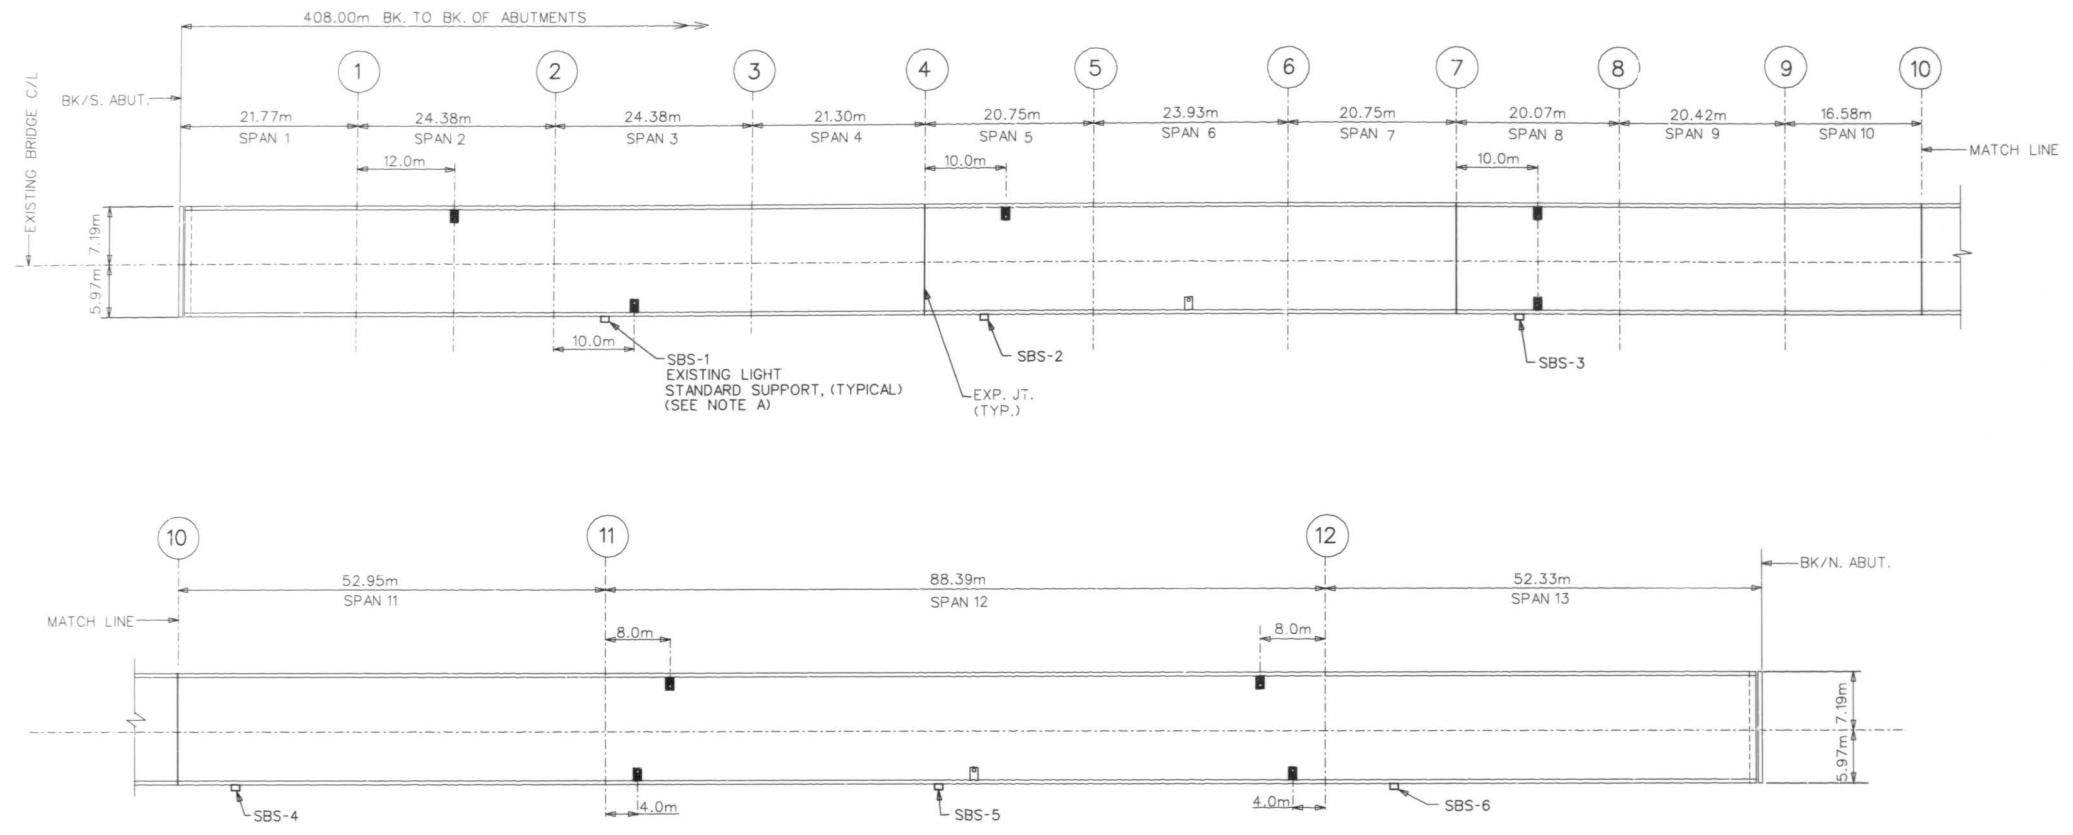 408.00m BK. TO BK. OF ABUTMENTS
1 2 3 4 5 6 7 8 9 10
EXISTING BRIDGE C/L
BK/S. ABUT.
21.77m 24.38m 24.38m 21.30m 20.75m 23.93m 20.75m 20.07m 20.42m 16.58m
SPAN 1 SPAN 2 SPAN 3 SPAN 4 SPAN 5 SPAN 6 SPAN 7 SPAN 8 SPAN 9 SPAN 10
MATCH LINE
12.0m 10.0m 10.0m
7.19m
5.97m
10.0m
SBS-1
EXISTING LIGHT
STANDARD SUPPORT, (TYPICAL)
(SEE NOTE A)
SBS-2
EXP. JT.
(TYP.)
SBS-3
10 11 12
52.95m 88.39m 52.33m
SPAN 11 SPAN 12 SPAN 13
BK/N. ABUT.
MATCH LINE
8.0m 8.0m
7.19m
5.97m
SBS-4
4.0m
SBS-5
4.0m
SBS-6